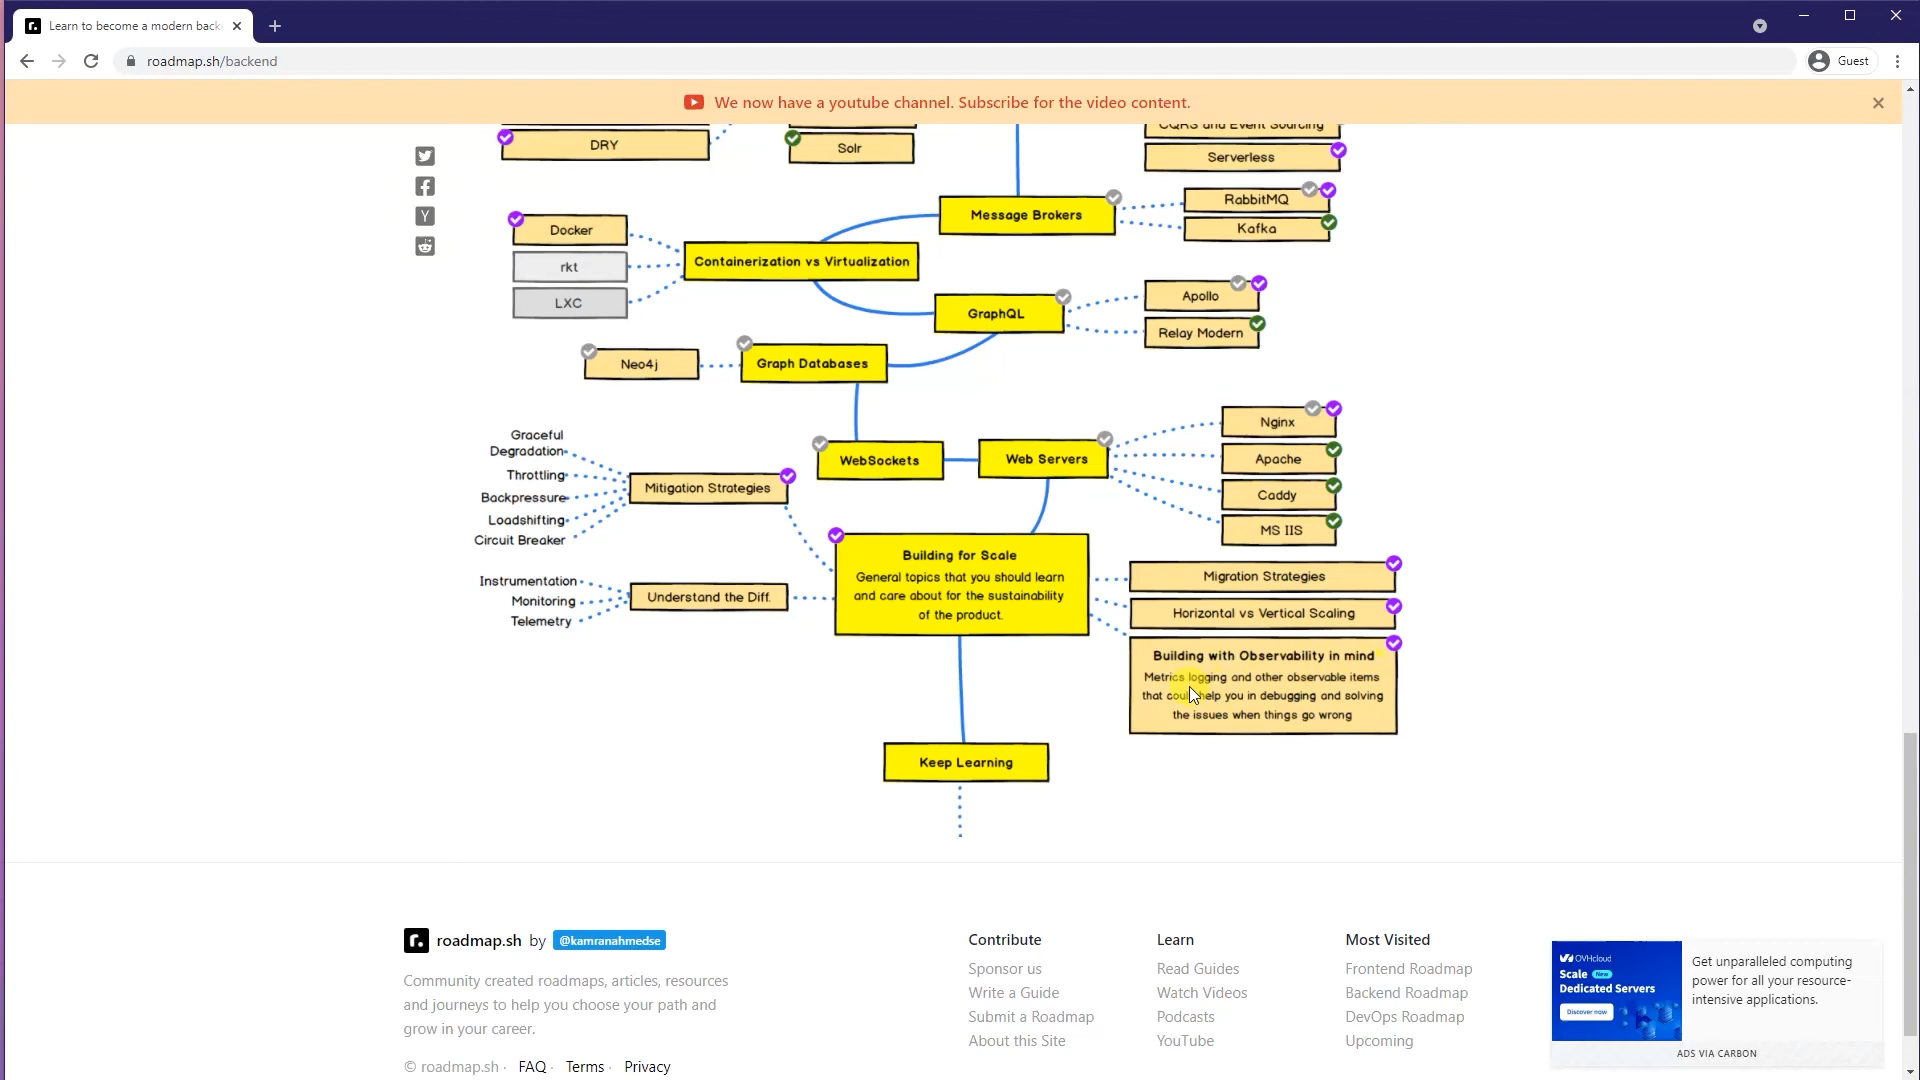 Learn to become a modern back
roadmap.sh/backend
Guest
We now have a youtube channel. Subscribe for the video content.
CQRS and Event Sourcing
DRY
Solr
Serverless
Message Brokers
RabbitMQ
Kafka
Docker
rkt
LXC
Containerization vs Virtualization
GraphQL
Apollo
Relay Modern
Neo4j
Graph Databases
Graceful
Degradation
Throttling
Backpressure
Loadshifting
Circuit Breaker
Mitigation Strategies
WebSockets
Web Servers
Nginx
Apache
Caddy
MS IIS
Building for Scale
General topics that you should learn
and care about for the sustainability
of the product.
Instrumentation
Monitoring
Telemetry
Understand the Diff.
Migration Strategies
Horizontal vs Vertical Scaling
Building with Observability in mind
Metrics logging and other observable items
that could help you in debugging and solving
the issues when things go wrong
Keep Learning
roadmap.sh by @kamranahmedse
Community created roadmaps, articles, resources
and journeys to help you choose your path and
grow in your career.
© roadmap.sh · FAQ · Terms · Privacy
Contribute
Sponsor us
Write a Guide
Submit a Roadmap
About this Site
Learn
Read Guides
Watch Videos
Podcasts
YouTube
Most Visited
Frontend Roadmap
Backend Roadmap
DevOps Roadmap
Upcoming
OVHcloud
Scale New
Dedicated Servers
Discover now
Get unparalleled computing
power for all your resource-
intensive applications.
ADS VIA CARBON